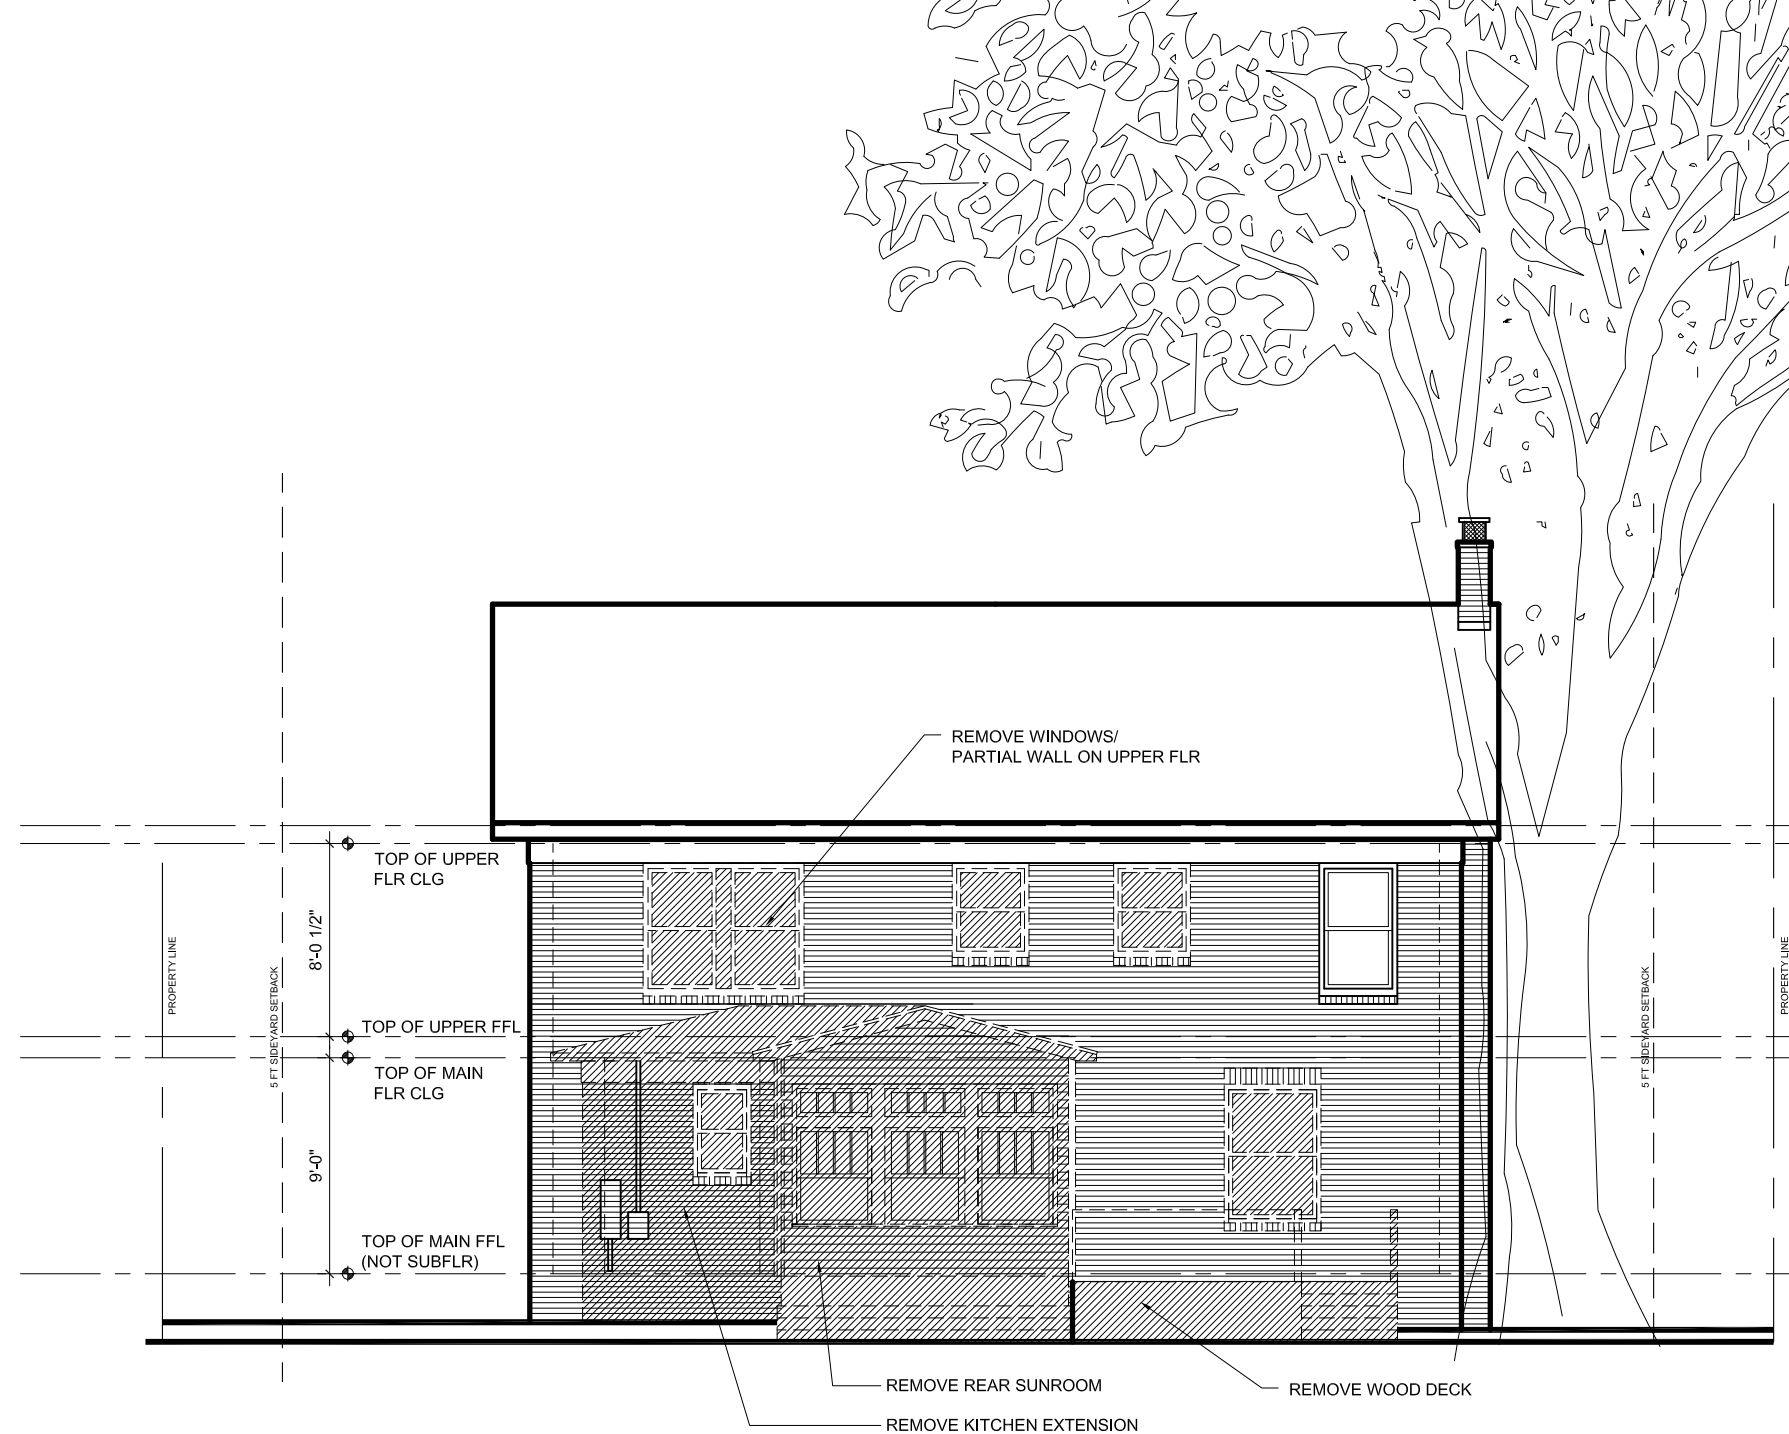 REMOVE WINDOWS/
PARTIAL WALL ON UPPER FLR
TOP OF UPPER
FLR CLG
8'-0 1/2"
PROPERTY LINE
5 FT SIDEYARD SETBACK
TOP OF UPPER FFL
TOP OF MAIN
FLR CLG
9'-0"
TOP OF MAIN FFL
(NOT SUBFLR)
5 FT SIDEYARD SETBACK
PROPERTY LINE
REMOVE REAR SUNROOM
REMOVE WOOD DECK
REMOVE KITCHEN EXTENSION